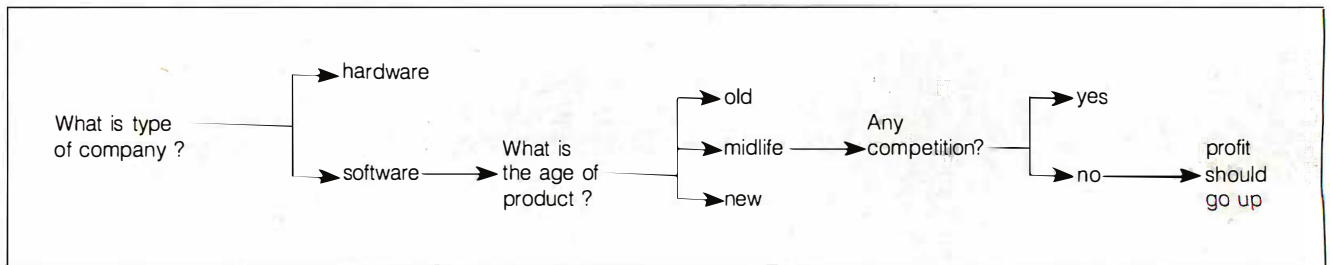 What is type
of company ?
hardware
software
What is
the age of
product ?
old
midlife
new
Any
competition?
yes
no
profit
should
go up